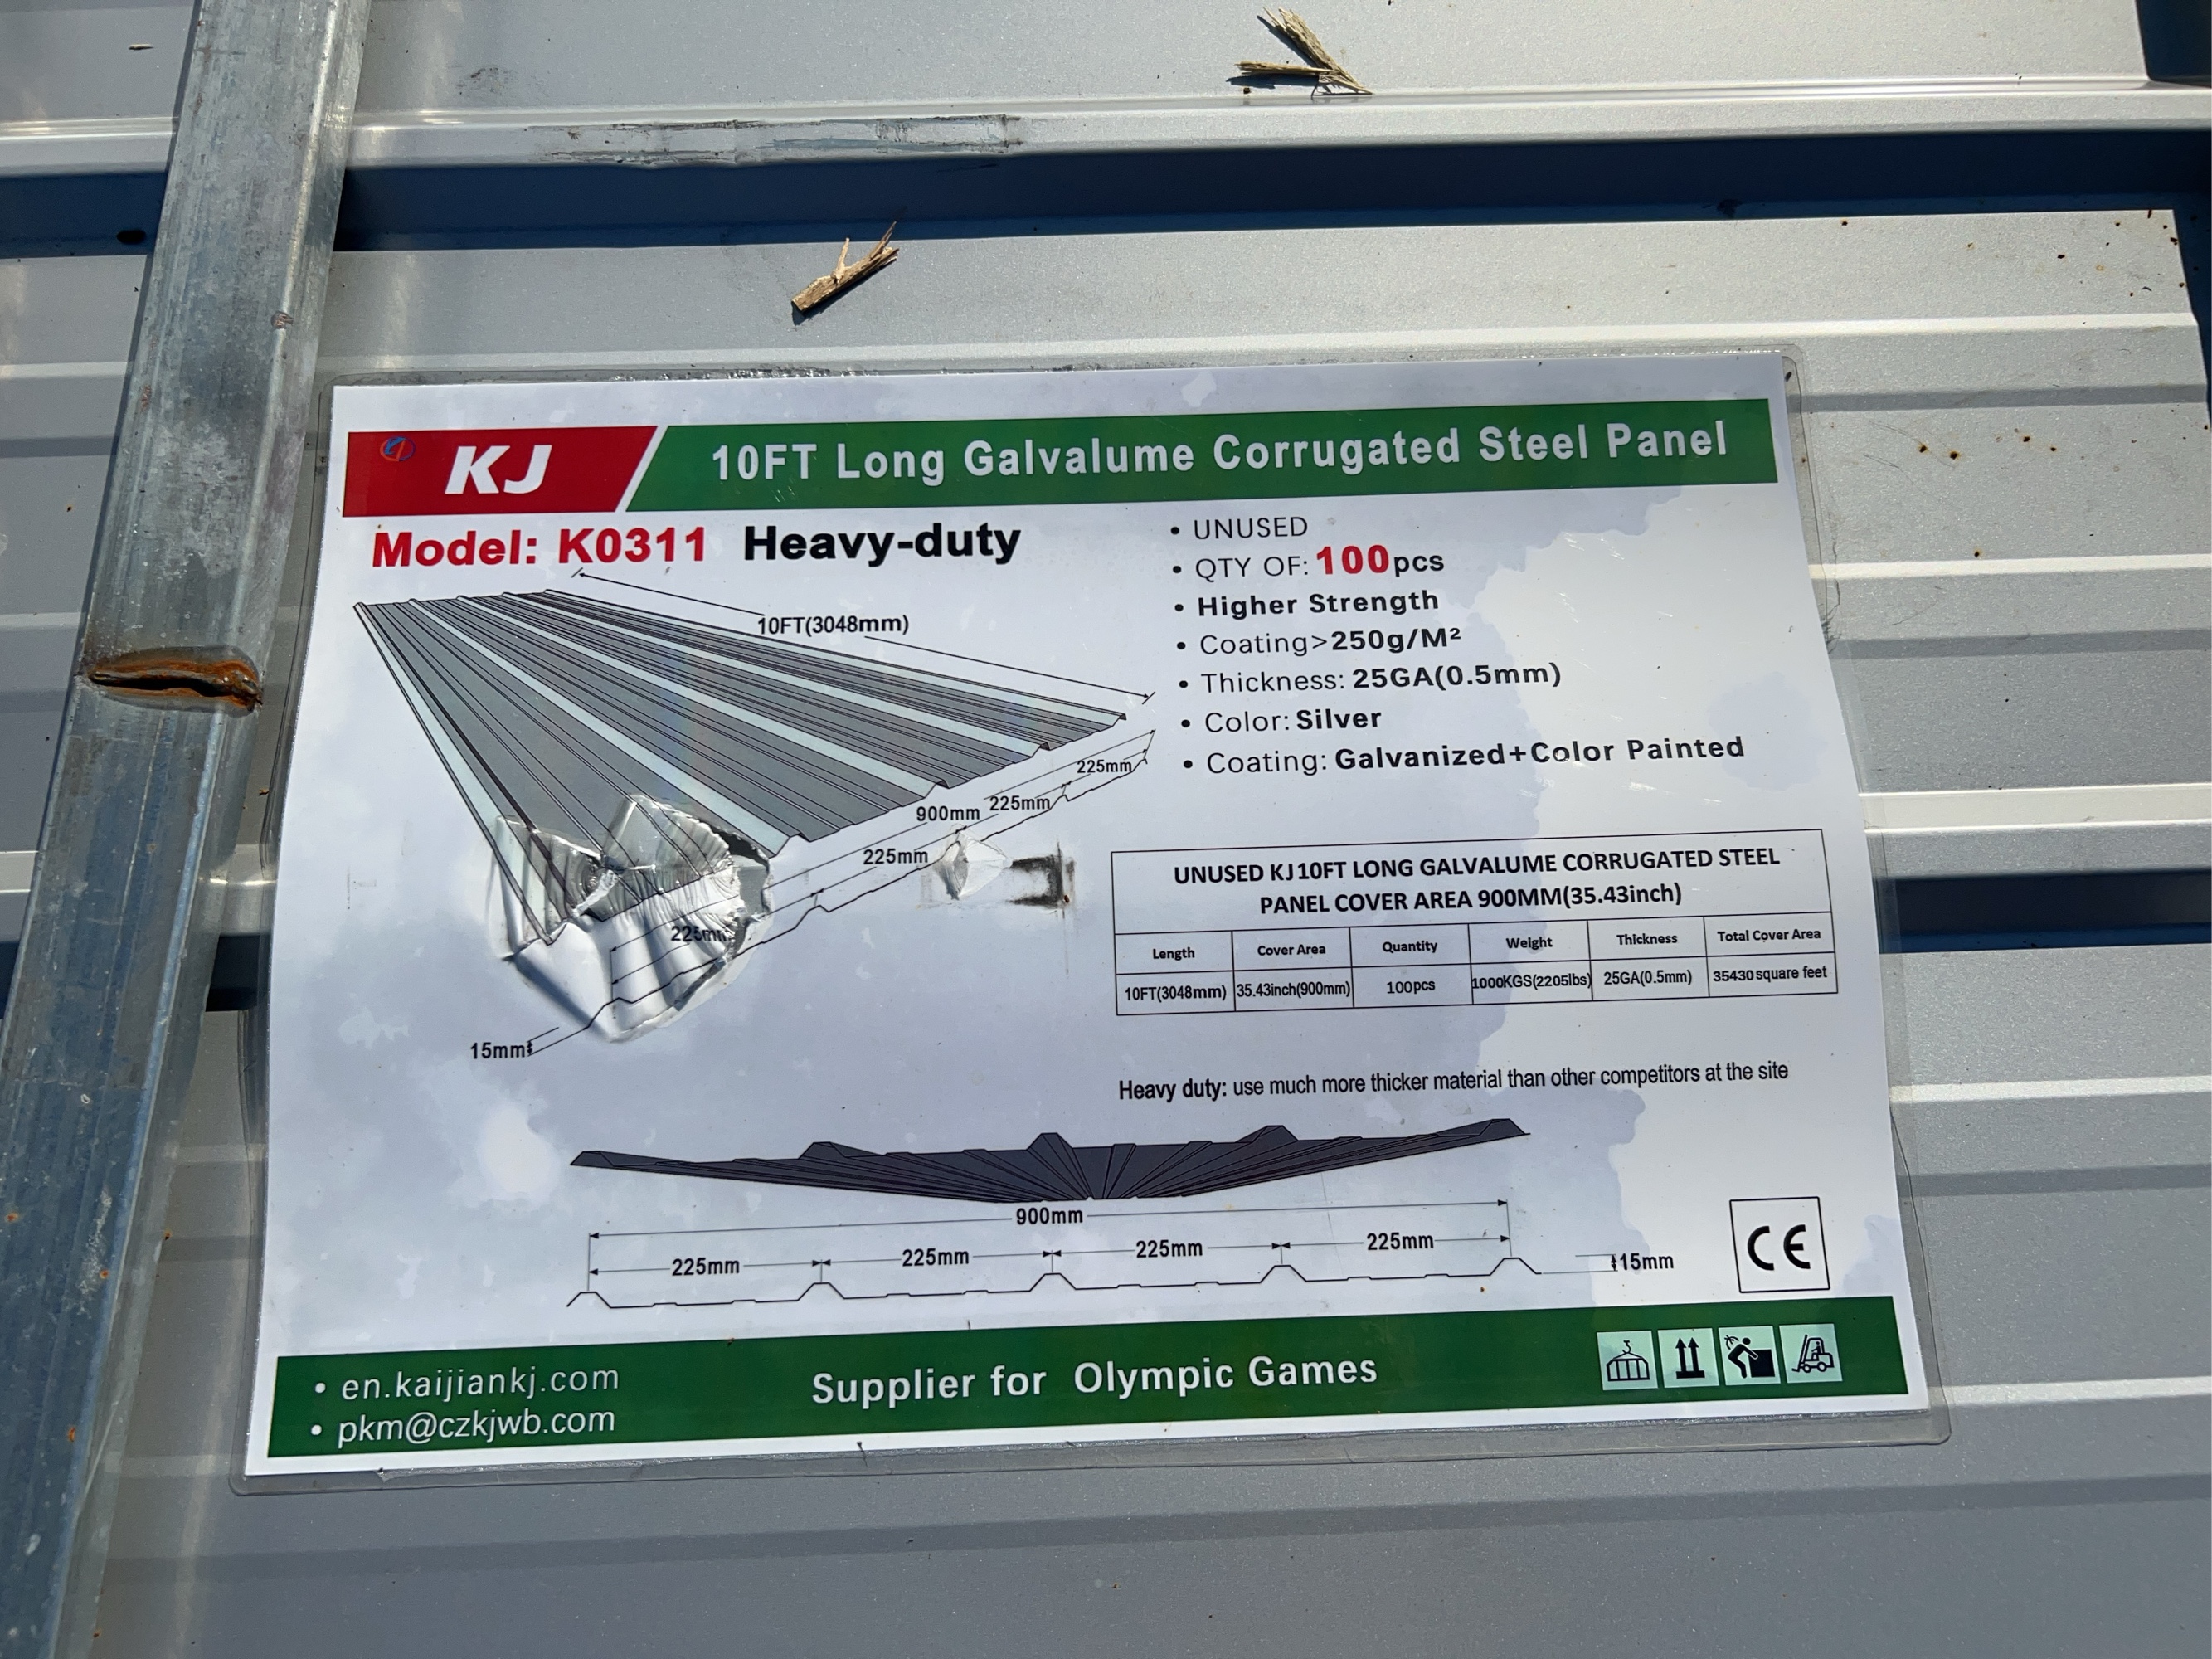 KJ
10FT Long Galvalume Corrugated Steel Panel
Model: K0311 Heavy-duty
• UNUSED
• QTY OF: 100pcs
• Higher Strength
• Coating>250g/M²
• Thickness: 25GA(0.5mm)
• Color: Silver
• Coating: Galvanized+Color Painted
10FT(3048mm)
225mm
225mm
900mm
225mm
225mm
15mm
UNUSED KJ 10FT LONG GALVALUME CORRUGATED STEEL
PANEL COVER AREA 900MM(35.43inch)
Length Cover Area Quantity Weight Thickness Total Cover Area
10FT(3048mm) 35.43inch(900mm) 100pcs 1000KGS(2205lbs) 25GA(0.5mm) 35430 square feet
Heavy duty: use much more thicker material than other competitors at the site
900mm
225mm 225mm 225mm 225mm
15mm
CE
• en.kaijiankj.com
• pkm@czkjwb.com
Supplier for Olympic Games